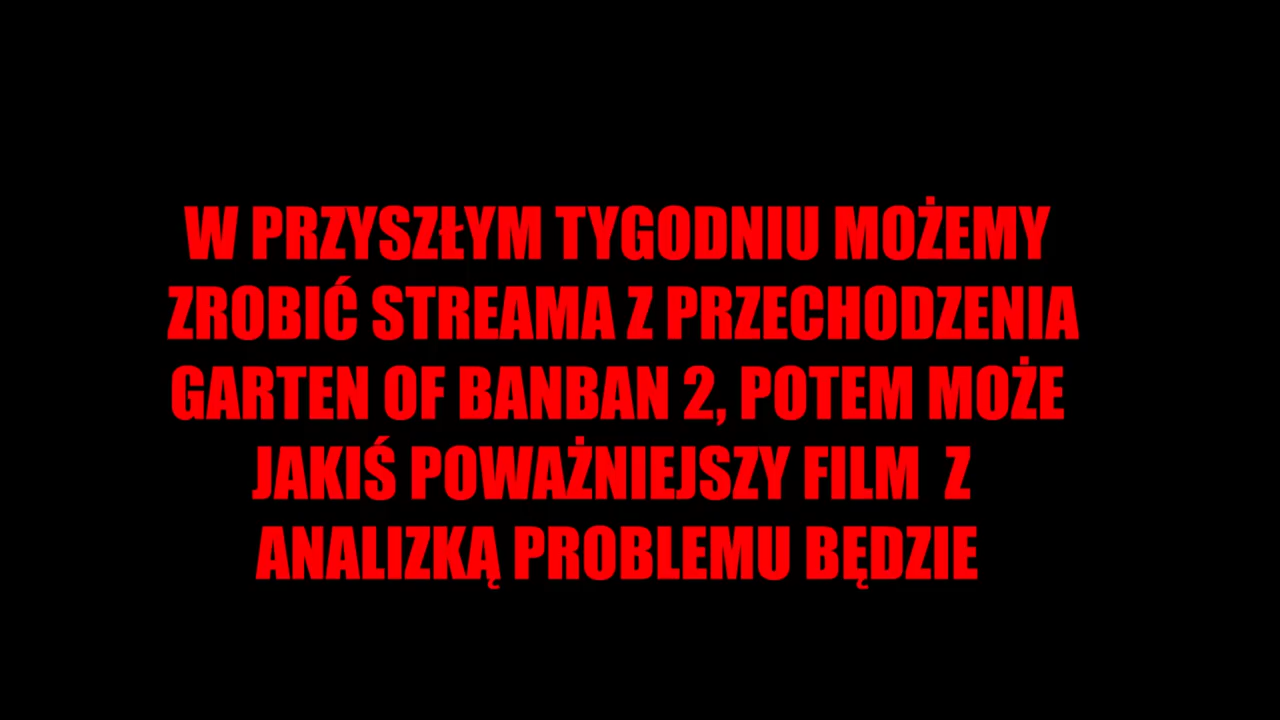 W PRZYSZŁYM TYGODNIU MOŻEMY
ZROBIĆ STREAMA Z PRZECHODZENIA
GARTEN OF BANBAN 2, POTEM MOŻE
JAKIŚ POWAŻNIEJSZY FILM  Z
ANALIZKĄ PROBLEMU BĘDZIE